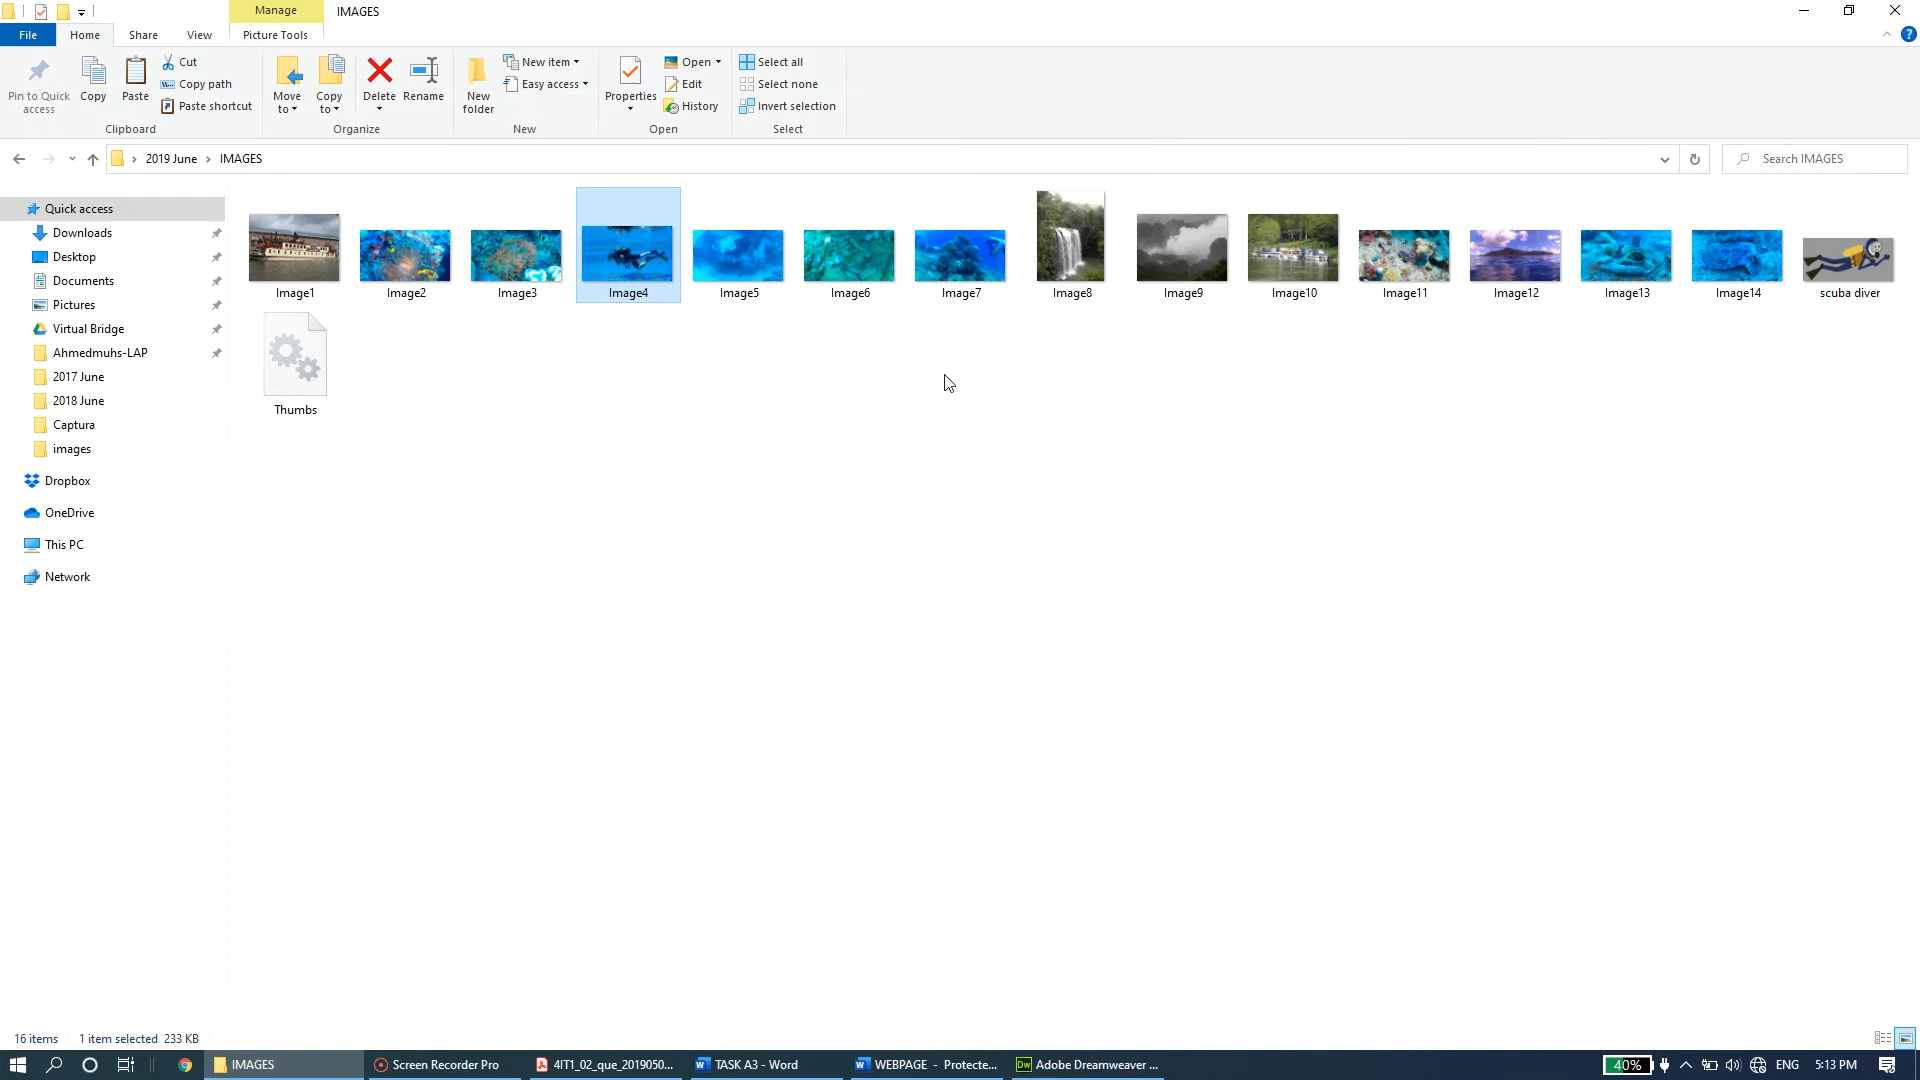 Manage
IMAGES
File
Home
Share
View
Picture Tools
Pin to Quick access
Copy
Paste
Cut
Copy path
Paste shortcut
Clipboard
Move to
Copy to
Delete
Rename
Organize
New folder
New item
Easy access
New
Properties
Open
Edit
History
Open
Select all
Select none
Invert selection
Select
2019 June
IMAGES
Search IMAGES
Quick access
Downloads
Desktop
Documents
Pictures
Virtual Bridge
Ahmedmuhs-LAP
2017 June
2018 June
Captura
images
Dropbox
OneDrive
This PC
Network
Image1
Image2
Image3
Image4
Image5
Image6
Image7
Image8
Image9
Image10
Image11
Image12
Image13
Image14
scuba diver
Thumbs
16 items
1 item selected 233 KB
IMAGES
Screen Recorder Pro
4IT1_02_que_2019050...
TASK A3 - Word
WEBPAGE - Protecte...
Adobe Dreamweaver ...
40%
ENG
5:13 PM